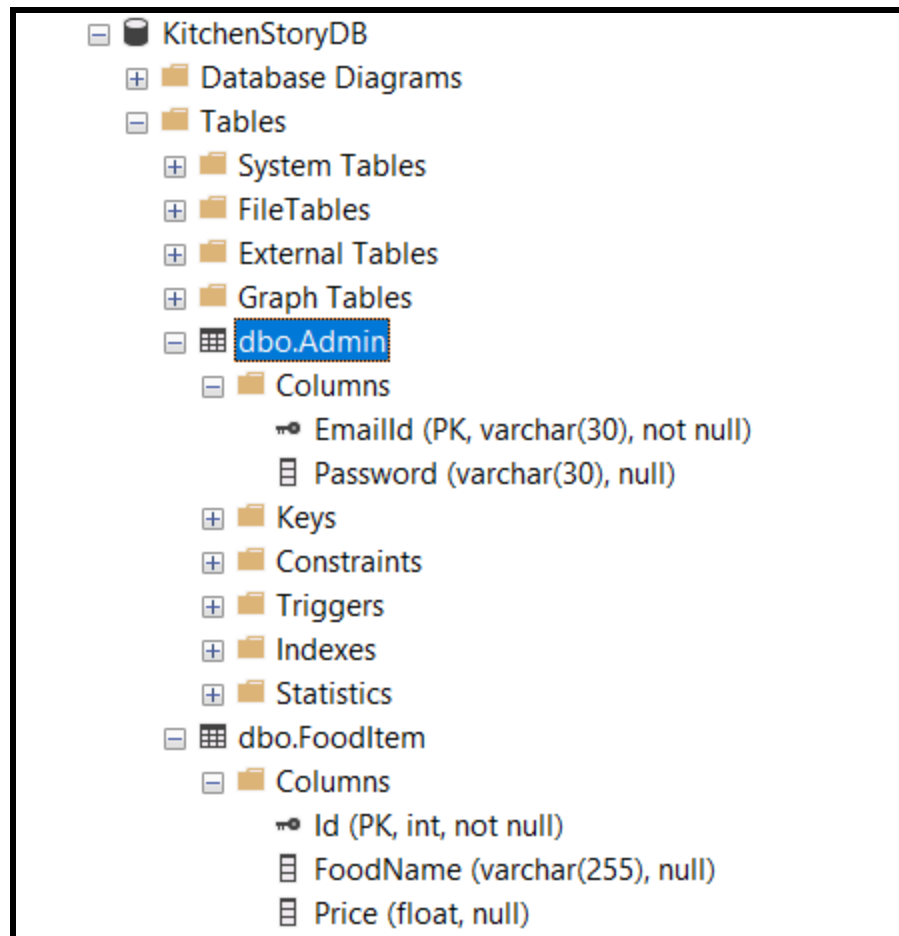 KitchenStoryDB
Database Diagrams
Tables
System Tables
FileTables
External Tables
Graph Tables
dbo.Admin
Columns
EmailId (PK, varchar(30), not null)
Password (varchar(30), null)
Keys
Constraints
Triggers
Indexes
Statistics
dbo.FoodItem
Columns
Id (PK, int, not null)
FoodName (varchar(255), null)
Price (float, null)